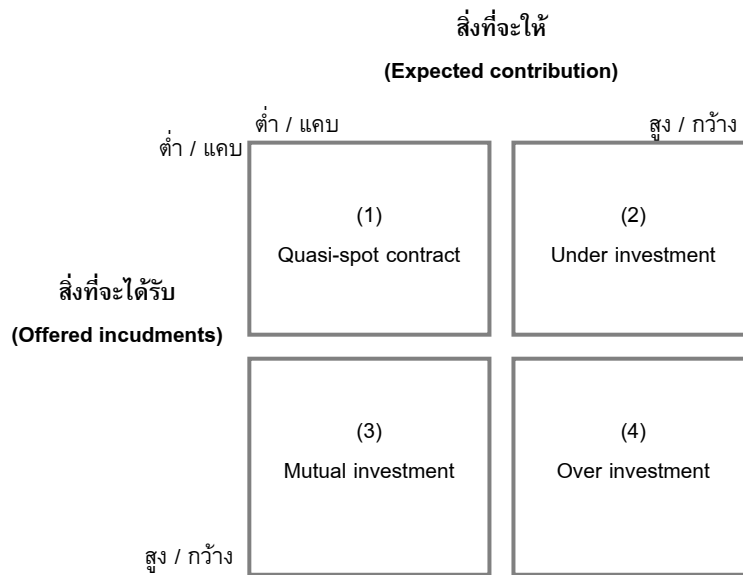 สิ่งที่จะให้
(Expected contribution)
ต่ำ / แคบ
สูง / กว้าง
ต่ำ / แคบ
(1)
Quasi-spot contract
(2)
Under investment
สิ่งที่จะได้รับ
(Offered incudments)
(3)
Mutual investment
(4)
Over investment
สูง / กว้าง